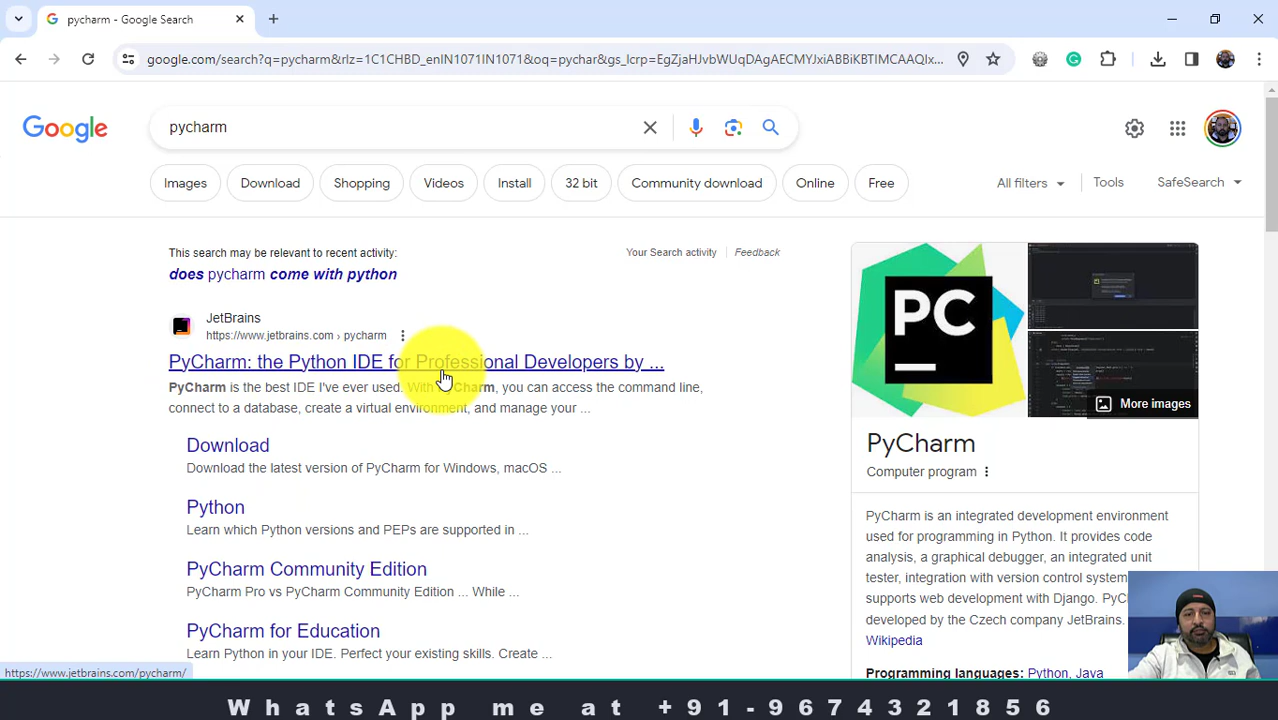 pycharm - Google Search
google.com/search?q=pycharm&rlz=1C1CHBD_enIN1071IN1071&oq=pychar&gs_lcrp=EgZjaHJvbWUqDAgAECMYJxiABBiKBTIMCAAQIx...
Google
pycharm
Images
Download
Shopping
Videos
Install
32 bit
Community download
Online
Free
All filters
Tools
SafeSearch
This search may be relevant to recent activity:
Your Search activity
Feedback
does pycharm come with python
JetBrains
https://www.jetbrains.com › pycharm
PyCharm: the Python IDE for Professional Developers by ...
PyCharm is the best IDE I've ever used. With PyCharm, you can access the command line,
connect to a database, create a virtual environment, and manage your ...
Download
Download the latest version of PyCharm for Windows, macOS ...
Python
Learn which Python versions and PEPs are supported in ...
PyCharm Community Edition
PyCharm Pro vs PyCharm Community Edition ... While ...
PyCharm for Education
Learn Python in your IDE. Perfect your existing skills. Create ...
https://www.jetbrains.com/pycharm/
PC
More images
PyCharm
Computer program
PyCharm is an integrated development environment
used for programming in Python. It provides code
analysis, a graphical debugger, an integrated unit
tester, integration with version control system
supports web development with Django. PyC
developed by the Czech company JetBrains.
Wikipedia
Programming languages: Python, Java
WhatsApp me at +91-9674321856